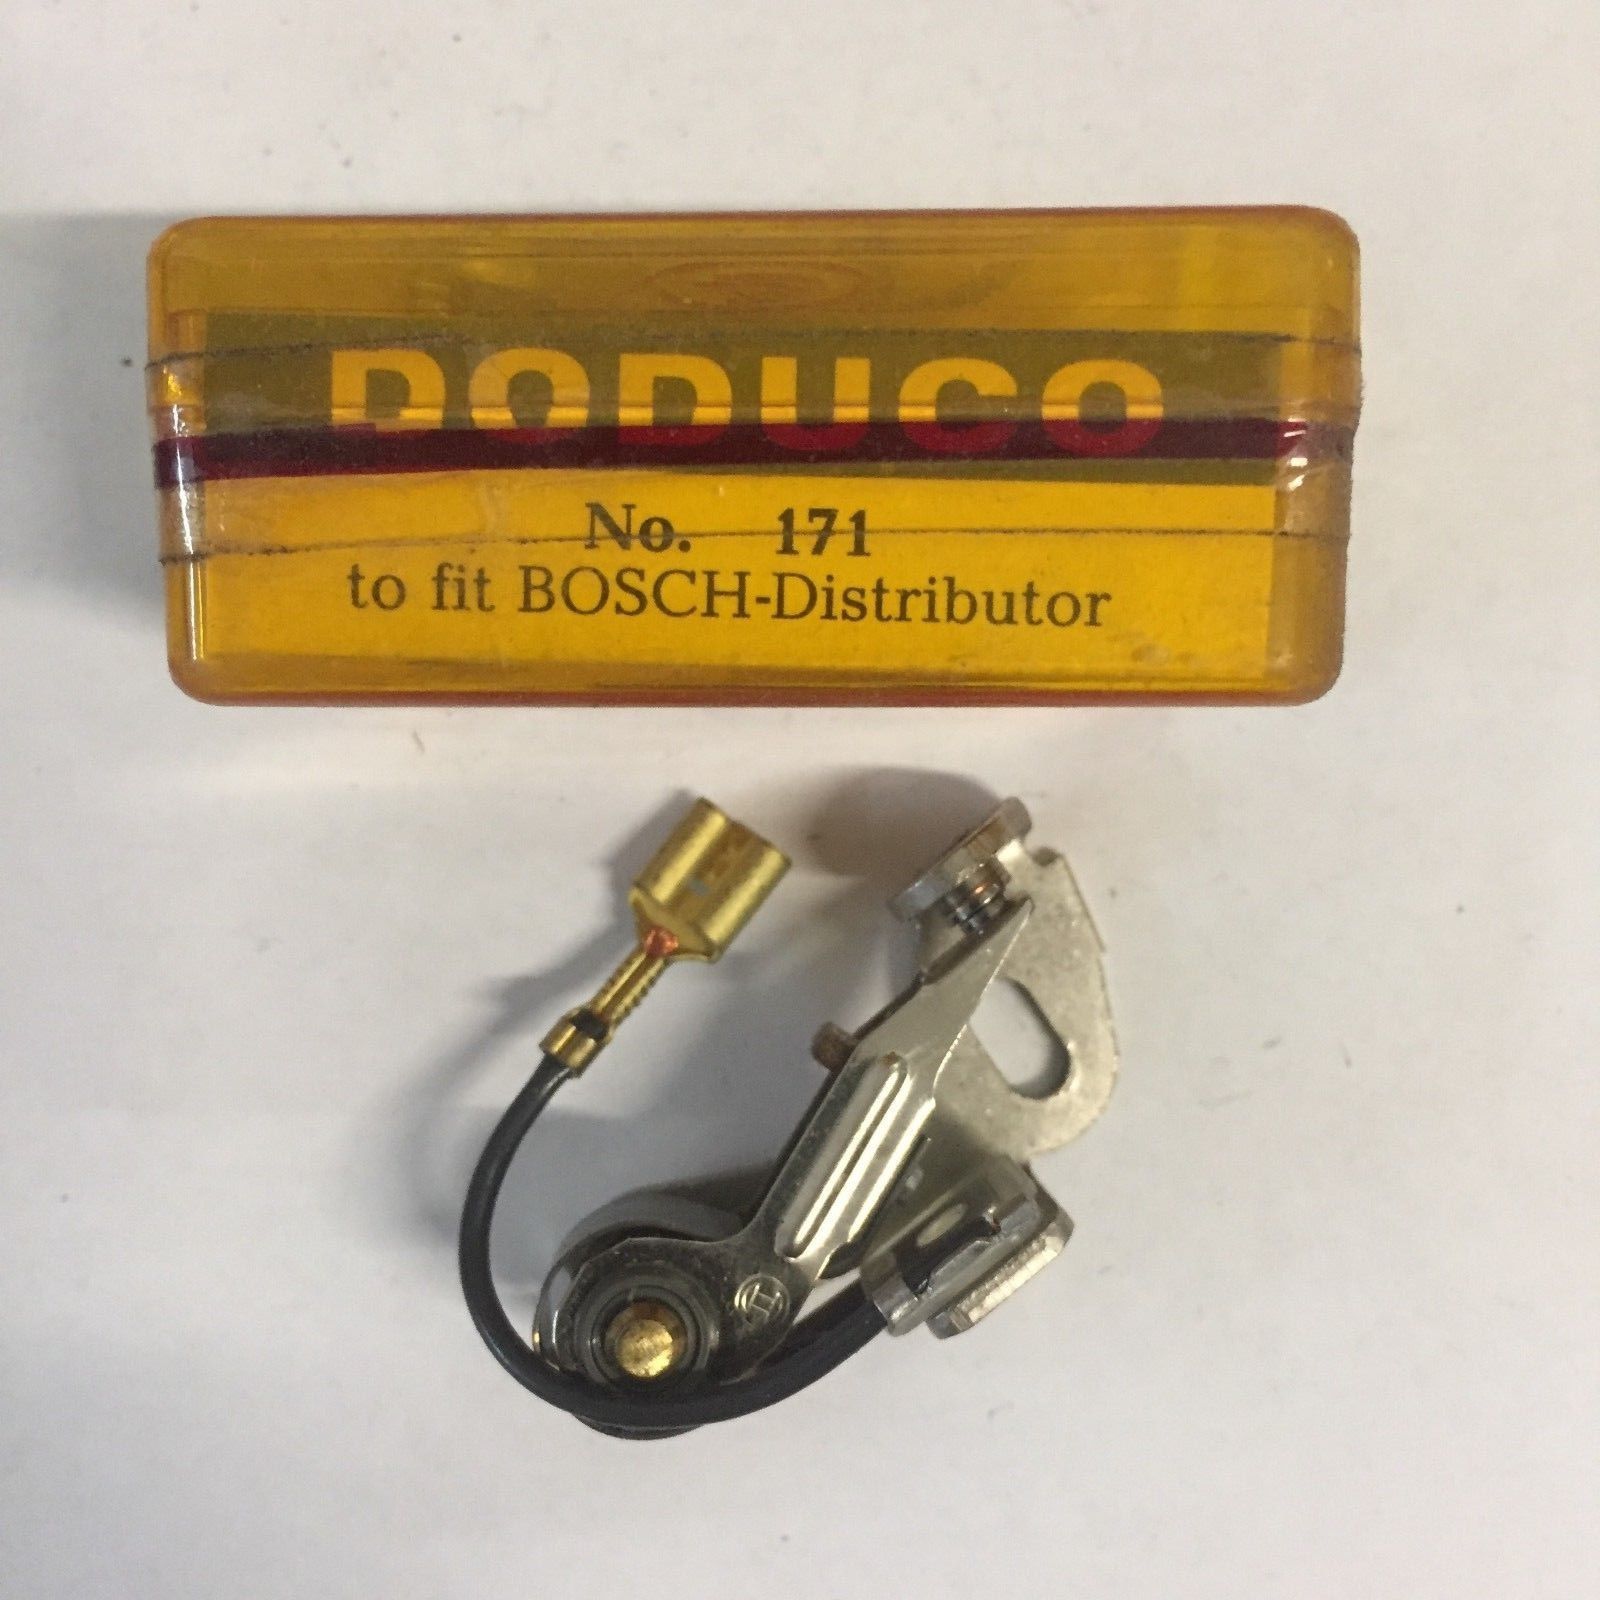 DODUCO
No. 171
to fit BOSCH-Distributor